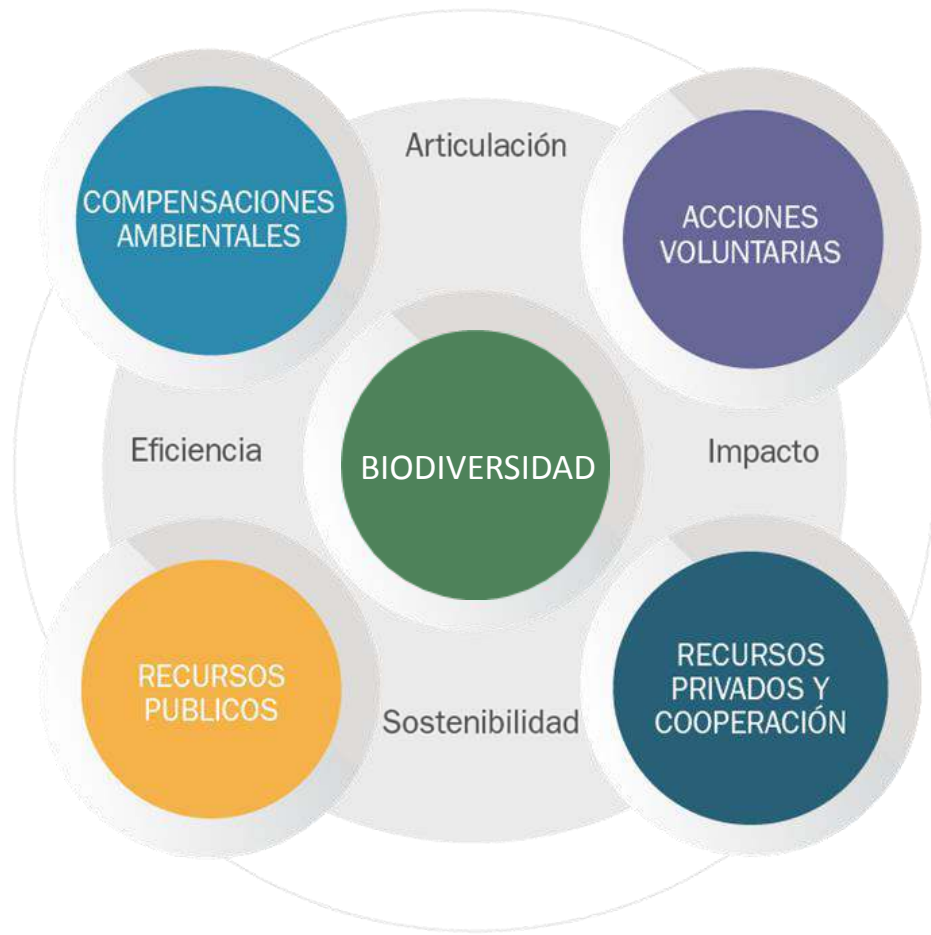 Articulación
COMPENSACIONES
AMBIENTALES
ACCIONES
VOLUNTARIAS
Eficiencia
BIODIVERSIDAD
Impacto
RECURSOS
PUBLICOS
Sostenibilidad
RECURSOS
PRIVADOS Y
COOPERACIÓN